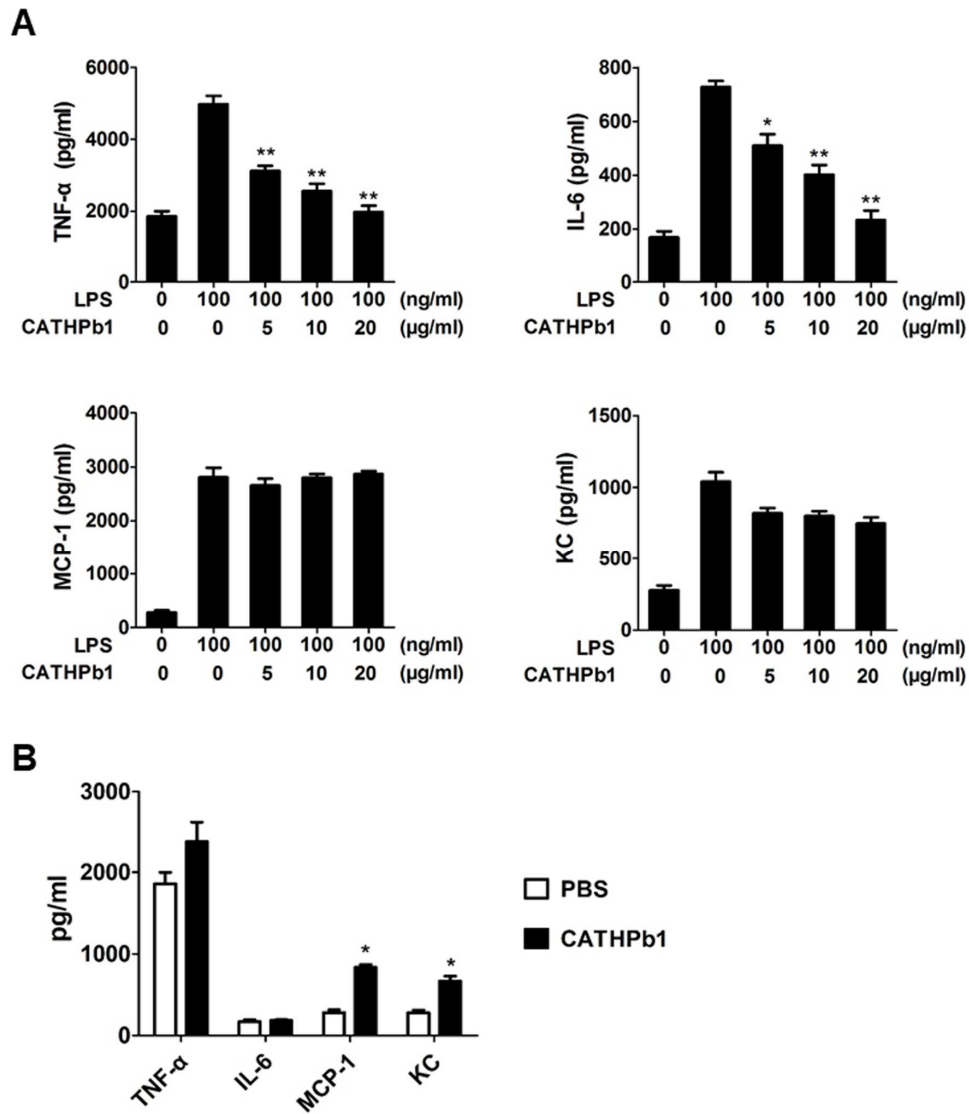 A
TNF-α (pg/ml)
6000
4000
2000
0
**
**
**
LPS 0 100 100 100 100 (ng/ml)
CATHPb1 0 0 5 10 20 (µg/ml)
IL-6 (pg/ml)
800
600
400
200
0
*
**
**
LPS 0 100 100 100 100 (ng/ml)
CATHPb1 0 0 5 10 20 (µg/ml)
MCP-1 (pg/ml)
4000
3000
2000
1000
0
LPS 0 100 100 100 100 (ng/ml)
CATHPb1 0 0 5 10 20 (µg/ml)
KC (pg/ml)
1500
1000
500
0
LPS 0 100 100 100 100 (ng/ml)
CATHPb1 0 0 5 10 20 (µg/ml)
B
pg/ml
3000
2000
1000
0
*
*
TNF-α IL-6 MCP-1 KC
PBS
CATHPb1